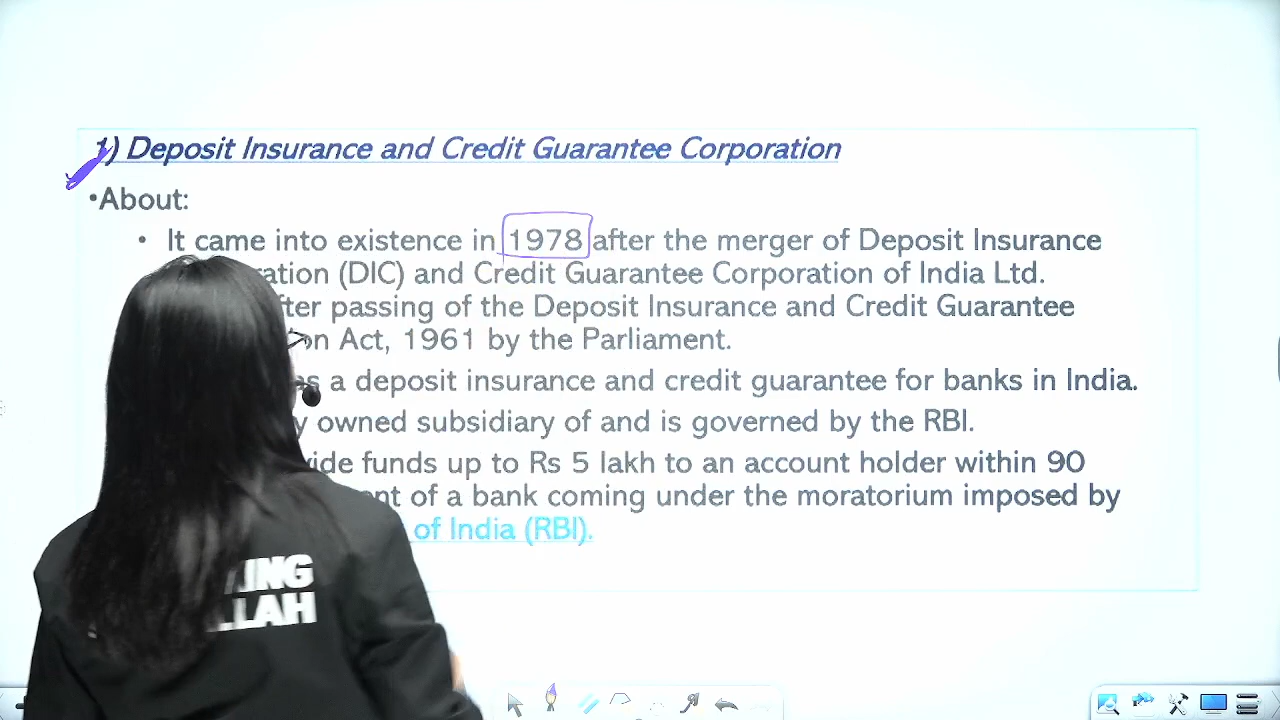 1) Deposit Insurance and Credit Guarantee Corporation
•About:
• It came into existence in 1978 after the merger of Deposit Insurance
ration (DIC) and Credit Guarantee Corporation of India Ltd.
fter passing of the Deposit Insurance and Credit Guarantee
on Act, 1961 by the Parliament.
as a deposit insurance and credit guarantee for banks in India.
y owned subsidiary of and is governed by the RBI.
vide funds up to Rs 5 lakh to an account holder within 90
nt of a bank coming under the moratorium imposed by
of India (RBI).
KING
LLAH